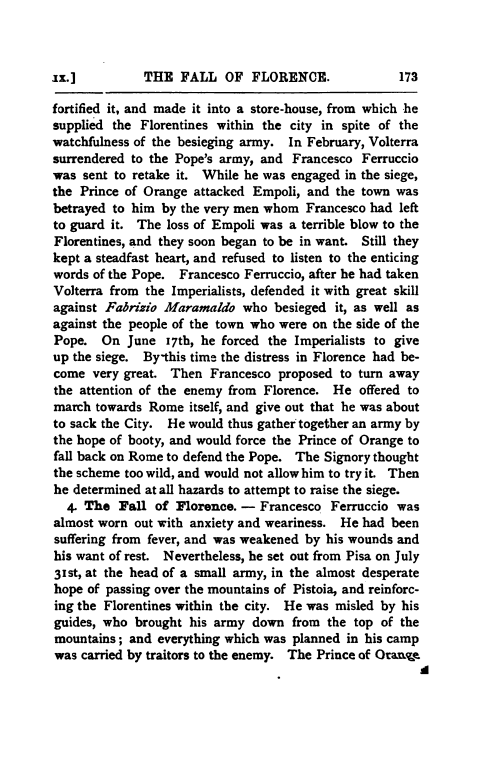 IX.] THE FALL OF FLORENCE. 173
fortified it, and made it into a store-house, from which he
supplied the Florentines within the city in spite of the
watchfulness of the besieging army. In February, Volterra
surrendered to the Pope's army, and Francesco Ferruccio
was sent to retake it. While he was engaged in the siege,
the Prince of Orange attacked Empoli, and the town was
betrayed to him by the very men whom Francesco had left
to guard it. The loss of Empoli was a terrible blow to the
Florentines, and they soon began to be in want. Still they
kept a steadfast heart, and refused to listen to the enticing
words of the Pope. Francesco Ferruccio, after he had taken
Volterra from the Imperialists, defended it with great skill
against Fabrizio Maramaldo who besieged it, as well as
against the people of the town who were on the side of the
Pope. On June 17th, he forced the Imperialists to give
up the siege. By this time the distress in Florence had be-
come very great. Then Francesco proposed to turn away
the attention of the enemy from Florence. He offered to
march towards Rome itself, and give out that he was about
to sack the City. He would thus gather together an army by
the hope of booty, and would force the Prince of Orange to
fall back on Rome to defend the Pope. The Signory thought
the scheme too wild, and would not allow him to try it. Then
he determined at all hazards to attempt to raise the siege.
4. The Fall of Florence. — Francesco Ferruccio was
almost worn out with anxiety and weariness. He had been
suffering from fever, and was weakened by his wounds and
his want of rest. Nevertheless, he set out from Pisa on July
31st, at the head of a small army, in the almost desperate
hope of passing over the mountains of Pistoia, and reinforc-
ing the Florentines within the city. He was misled by his
guides, who brought his army down from the top of the
mountains; and everything which was planned in his camp
was carried by traitors to the enemy. The Prince of Orange